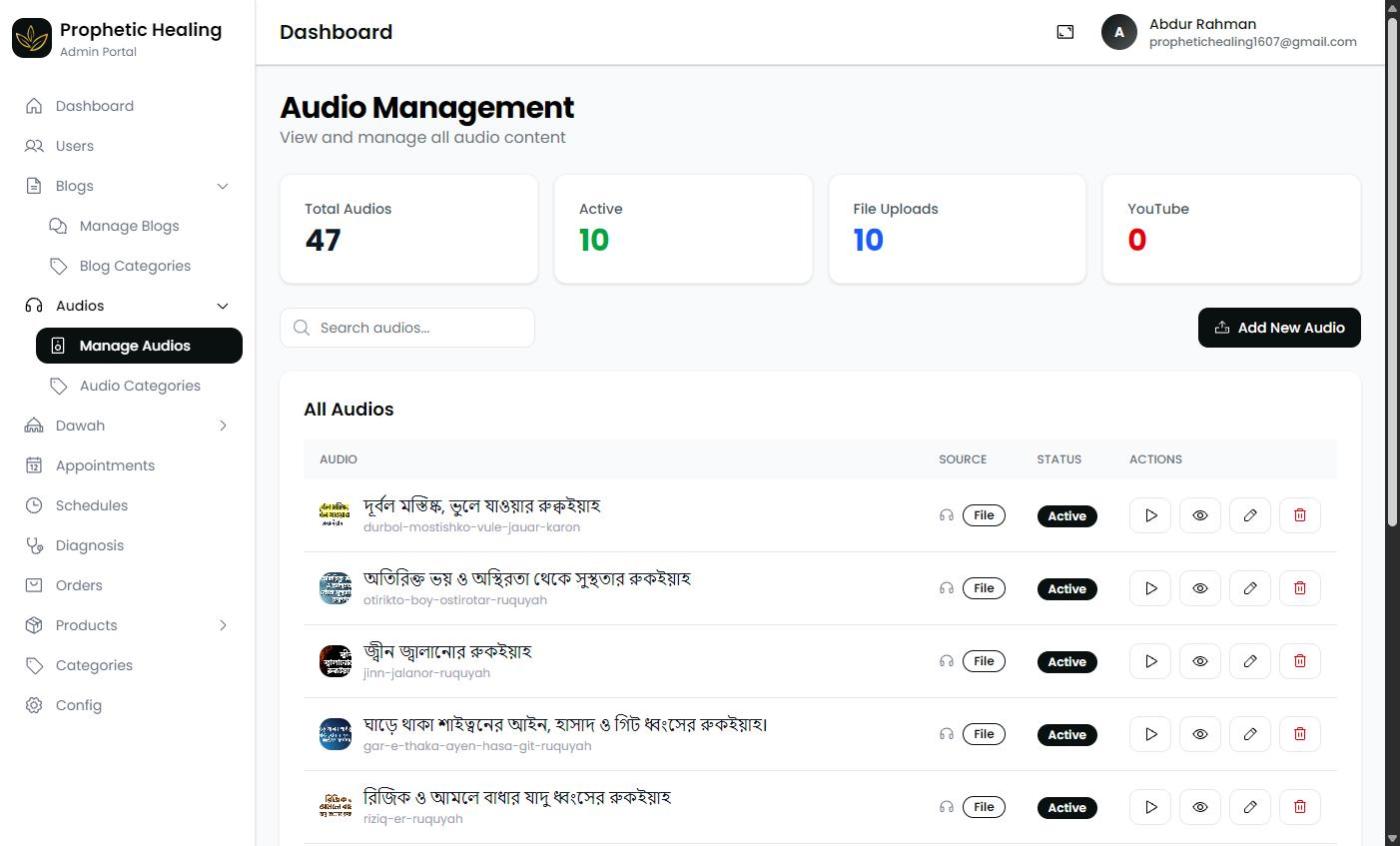 Prophetic Healing
Admin Portal
Dashboard
Users
Blogs
Manage Blogs
Blog Categories
Audios
Manage Audios
Audio Categories
Dawah
Appointments
Schedules
Diagnosis
Orders
Products
Categories
Config
Dashboard
A
Abdur Rahman
prophetichealing1607@gmail.com
Audio Management
View and manage all audio content
Total Audios
47
Active
10
File Uploads
10
YouTube
0
Search audios...
Add New Audio
All Audios
AUDIO SOURCE STATUS ACTIONS
দূর্বল মস্তিষ্ক, ভুলে যাওয়ার রুক্বইয়াহ
durbol-mostishko-vule-jauar-karon
File Active
অতিরিক্ত ভয় ও অস্থিরতা থেকে সুস্থতার রুকইয়াহ
otirikto-boy-ostirotar-ruquyah
File Active
জ্বীন জ্বালানোর রুকইয়াহ
jinn-jalanor-ruquyah
File Active
ঘাড়ে থাকা শাইত্বনের আইন, হাসাদ ও গিট ধ্বংসের রুকইয়াহ।
gar-e-thaka-ayen-hasa-git-ruquyah
File Active
রিজিক ও আমলে বাধার যাদু ধ্বংসের রুকইয়াহ
riziq-er-ruquyah
File Active